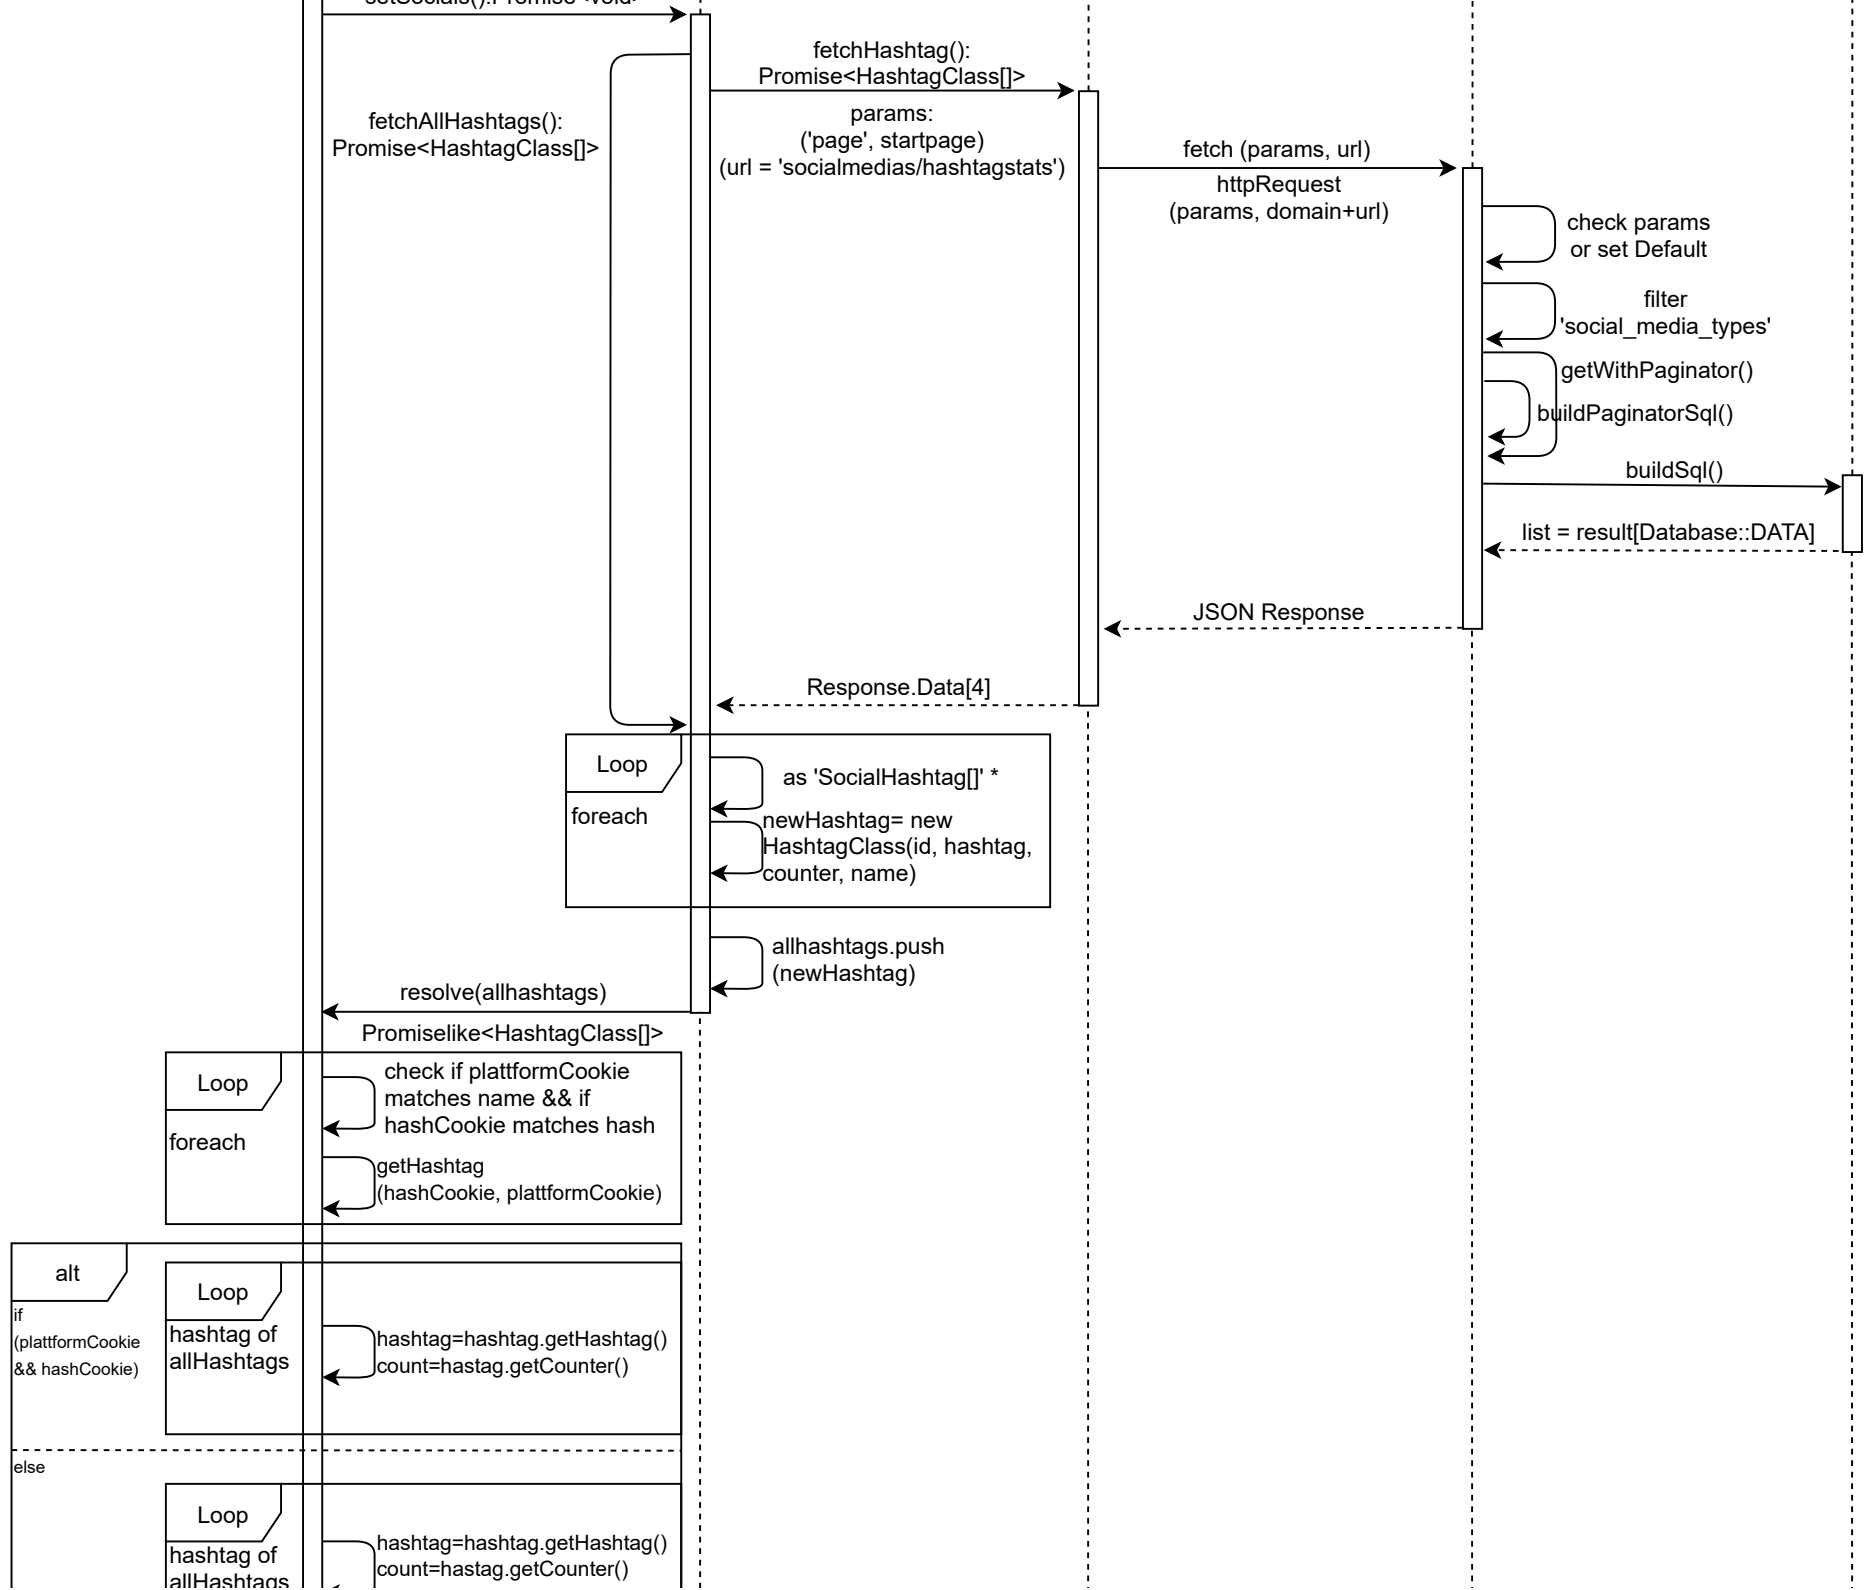 setSocials():Promise<void>
fetchHashtag():
Promise<HashtagClass[]>
fetchAllHashtags():
Promise<HashtagClass[]>
params:
('page', startpage)
(url = 'socialmedias/hashtagstats')
fetch (params, url)
httpRequest
(params, domain+url)
check params
or set Default
filter
'social_media_types'
getWithPaginator()
buildPaginatorSql()
buildSql()
list = result[Database::DATA]
JSON Response
Response.Data[4]
Loop
foreach
as 'SocialHashtag[]' *
newHashtag= new
HashtagClass(id, hashtag,
counter, name)
allhashtags.push
(newHashtag)
resolve(allhashtags)
Promiselike<HashtagClass[]>
Loop
foreach
check if plattformCookie
matches name && if
hashCookie matches hash
getHashtag
(hashCookie, plattformCookie)
alt
if
(plattformCookie
&& hashCookie)
Loop
hashtag of
allHashtags
hashtag=hashtag.getHashtag()
count=hastag.getCounter()
else
Loop
hashtag of
allHashtags
hashtag=hashtag.getHashtag()
count=hastag.getCounter()